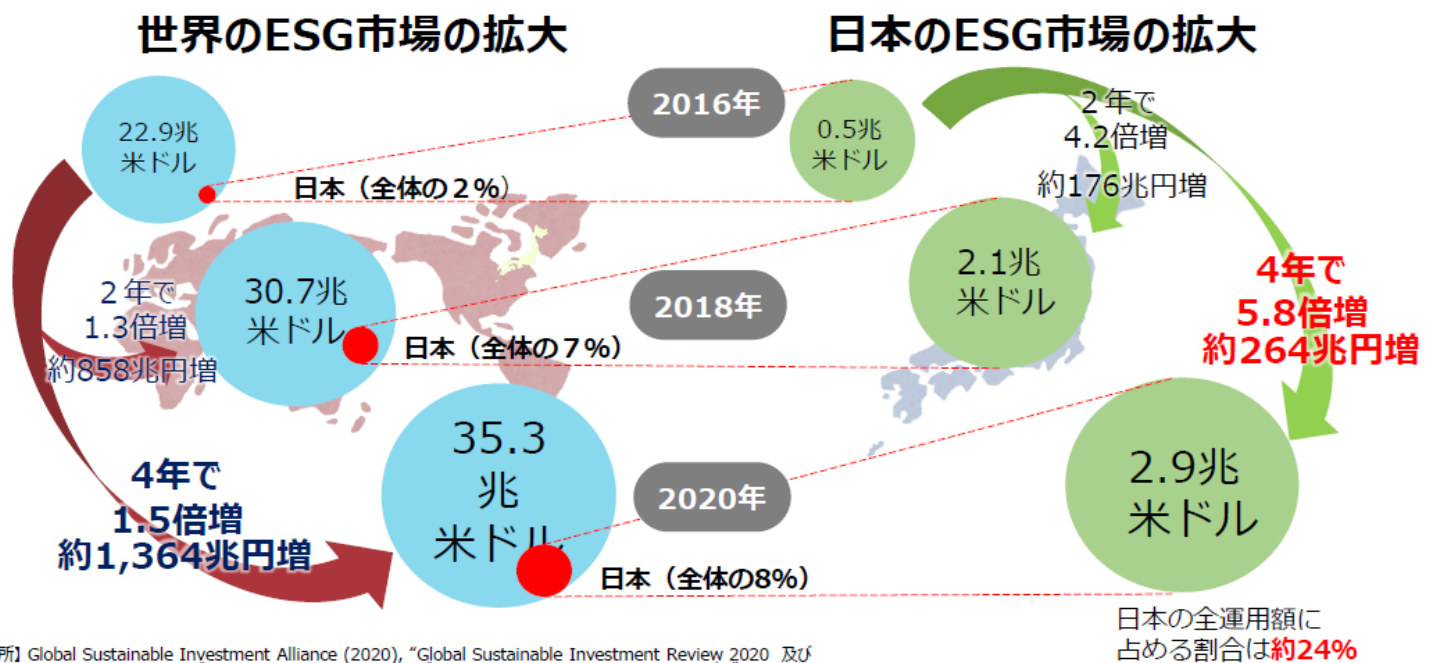 世界のESG市場の拡大
日本のESG市場の拡大
2016年
22.9兆
米ドル
日本（全体の２%）
0.5兆
米ドル
２年で
4.2倍増
約176兆円増
2018年
30.7兆
米ドル
２年で
1.3倍増
約858兆円増
日本（全体の７%）
2.1兆
米ドル
4年で
5.8倍増
約264兆円増
2020年
35.3
兆
米ドル
4年で
1.5倍増
約1,364兆円増
日本（全体の8%）
2.9兆
米ドル
日本の全運用額に
占める割合は約24%
所】Global Sustainable Investment Alliance (2020), “Global Sustainable Investment Review 2020 及び